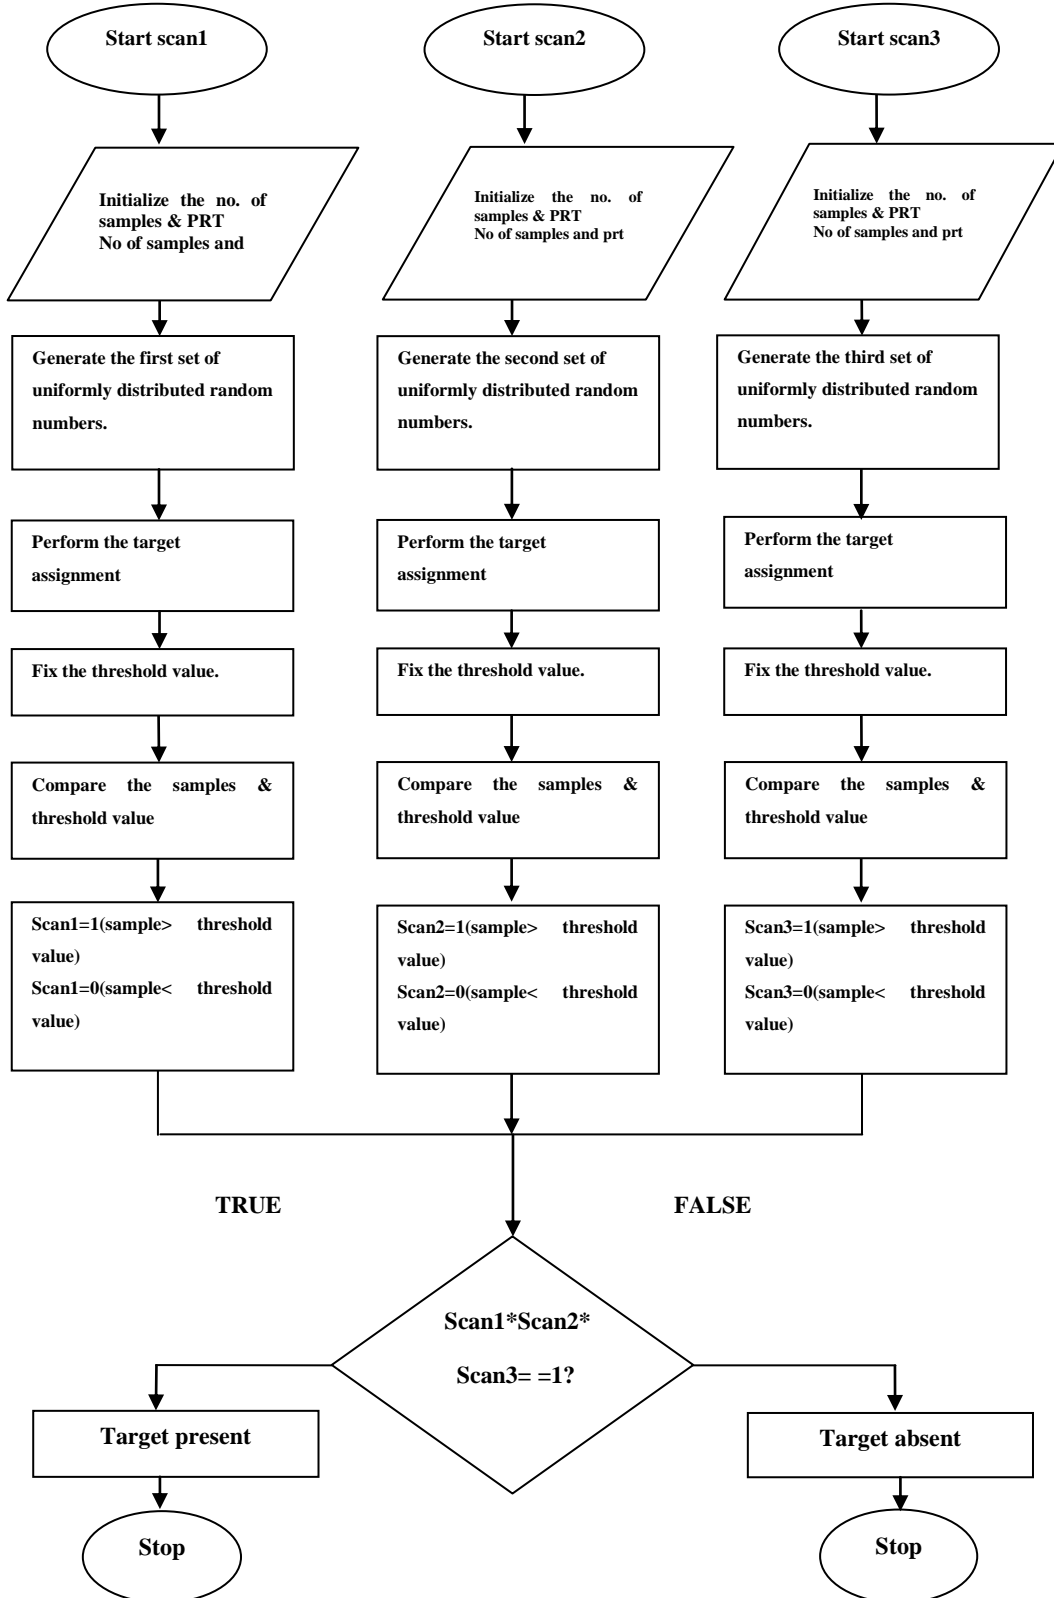 Start scan1
Start scan2
Start scan3
Initialize the no. of
samples & PRT
No of samples and
Initialize the no. of
samples & PRT
No of samples and prt
Initialize the no. of
samples & PRT
No of samples and prt
Generate the first set of
uniformly distributed random
numbers.
Generate the second set of
uniformly distributed random
numbers.
Generate the third set of
uniformly distributed random
numbers.
Perform the target
assignment
Perform the target
assignment
Perform the target
assignment
Fix the threshold value.
Fix the threshold value.
Fix the threshold value.
Compare the samples &
threshold value
Compare the samples &
threshold value
Compare the samples &
threshold value
Scan1=1(sample> threshold
value)
Scan1=0(sample< threshold
value)
Scan2=1(sample> threshold
value)
Scan2=0(sample< threshold
value)
Scan3=1(sample> threshold
value)
Scan3=0(sample< threshold
value)
TRUE
FALSE
Scan1*Scan2*
Scan3= =1?
Target present
Target absent
Stop
Stop